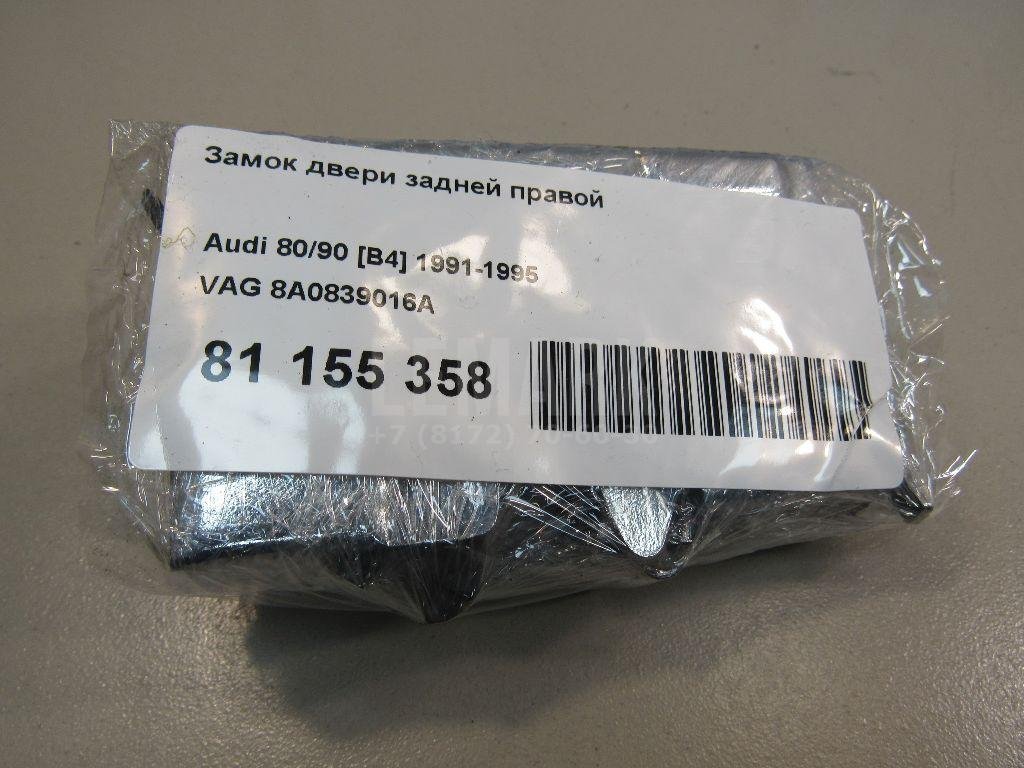 Замок двери задней правой
Audi 80/90 [B4] 1991-1995
VAG 8A0839016A
81 155 358